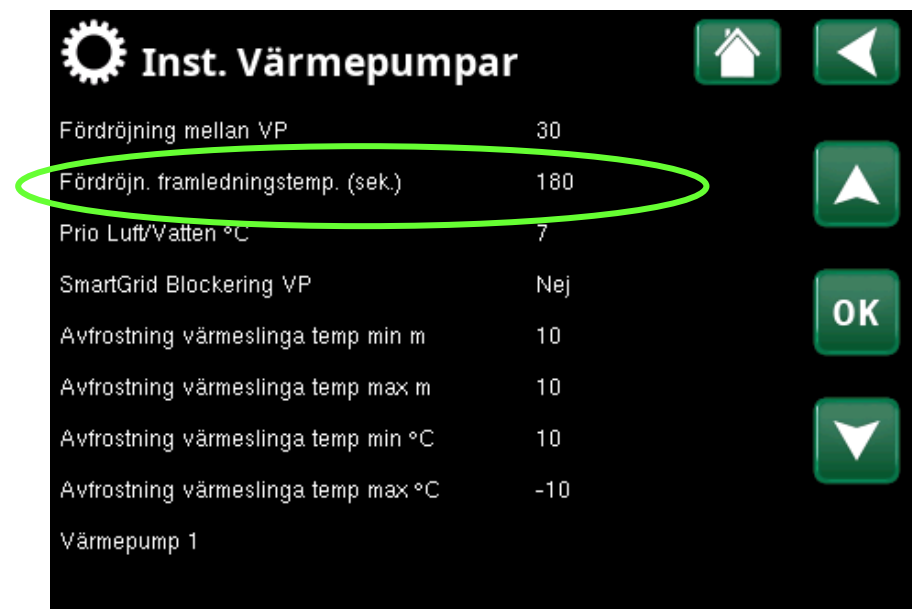 Inst. Värmepumpar
Fördröjning mellan VP 30
Fördröjn. framledningstemp. (sek.) 180
Prio Luft/Vatten °C 7
SmartGrid Blockering VP Nej
OK
Avfrostning värmeslinga temp min m 10
Avfrostning värmeslinga temp max m 10
Avfrostning värmeslinga temp min °C 10
Avfrostning värmeslinga temp max °C -10
Värmepump 1